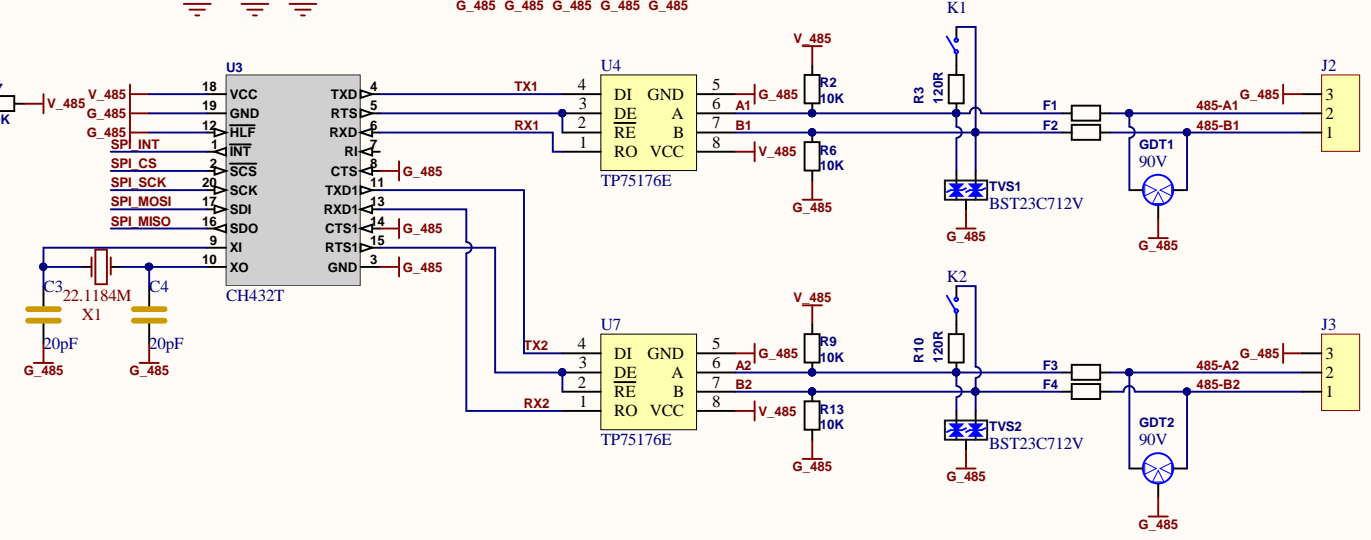 G_485 G_485 G_485 G_485 G_485
K1
V_485
U3
U4
J2
V_485
K
V_485 18 VCC TXD 4 TX1 4 DI GND 5 G_485 R2 10K R3 120R F1 485-A1 G_485 3
G_485 19 GND RTS 5 3 DE A 6 A1 2
G_485 12 HLF RXD 6 RX1 2 RE B 7 B1 F2 485-B1 1
SPI_INT 1 INT RI 7 1 RO VCC 8 V_485 R6 10K GDT1 90V
SPI_CS 2 SCS CTS 8 G_485 TP75176E
SPI_SCK 20 SCK TXD1 11 TVS1
SPI_MOSI 17 SDI RXD1 13 G_485 BST23C712V
SPI_MISO 16 SDO CTS1 14 G_485 G_485
9 XI RTS1 15 G_485
10 XO GND 3 G_485
CH432T
C3 22.1184M X1 C4
20pF 20pF
G_485 G_485
K2
V_485
U7
J3
TX2 4 DI GND 5 G_485 R9 10K R10 120R G_485 3
3 DE A 6 A2 F3 485-A2 2
2 RE B 7 B2 F4 485-B2 1
RX2 1 RO VCC 8 V_485 R13 10K
TP75176E
TVS2 GDT2
BST23C712V 90V
G_485 G_485
G_485